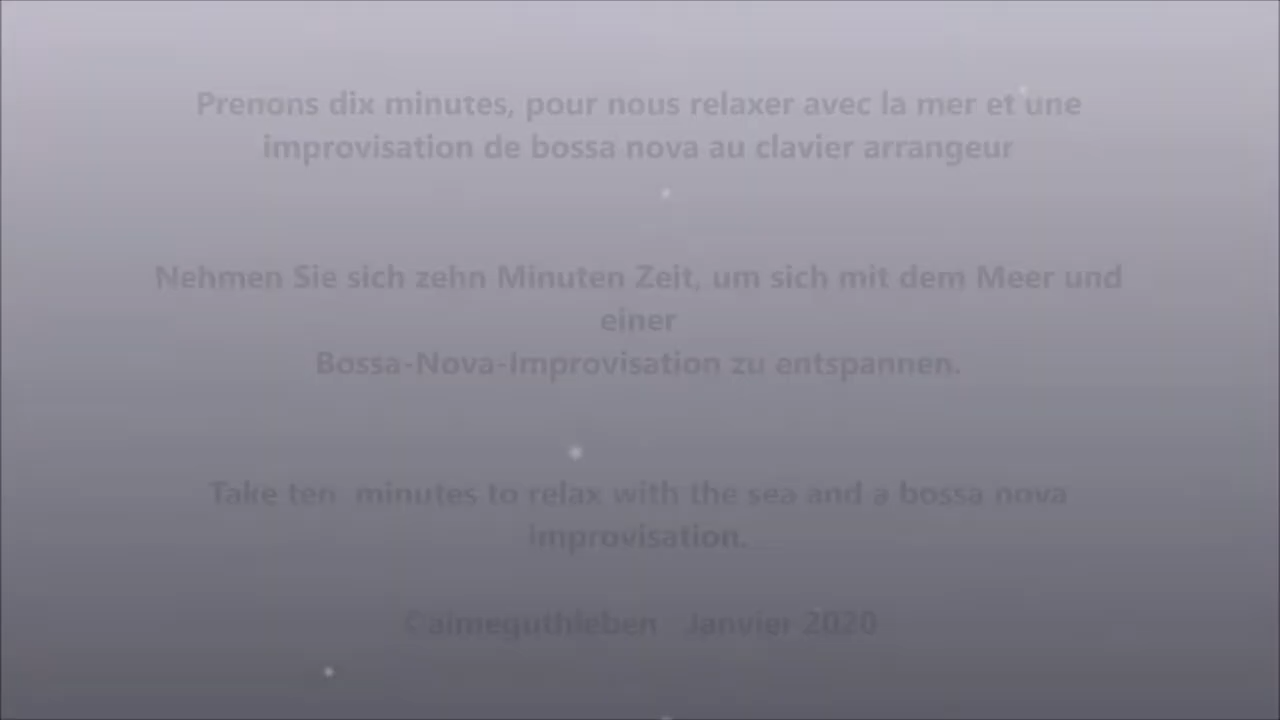 Prenons dix minutes, pour nous relaxer avec la mer et une
improvisation de bossa nova au clavier arrangeur
Nehmen Sie sich zehn Minuten Zeit, um sich mit dem Meer und
einer
Bossa-Nova-Improvisation zu entspannen.
Take ten minutes to relax with the sea and a bossa nova
improvisation.
©aimeguthleben Janvier 2020